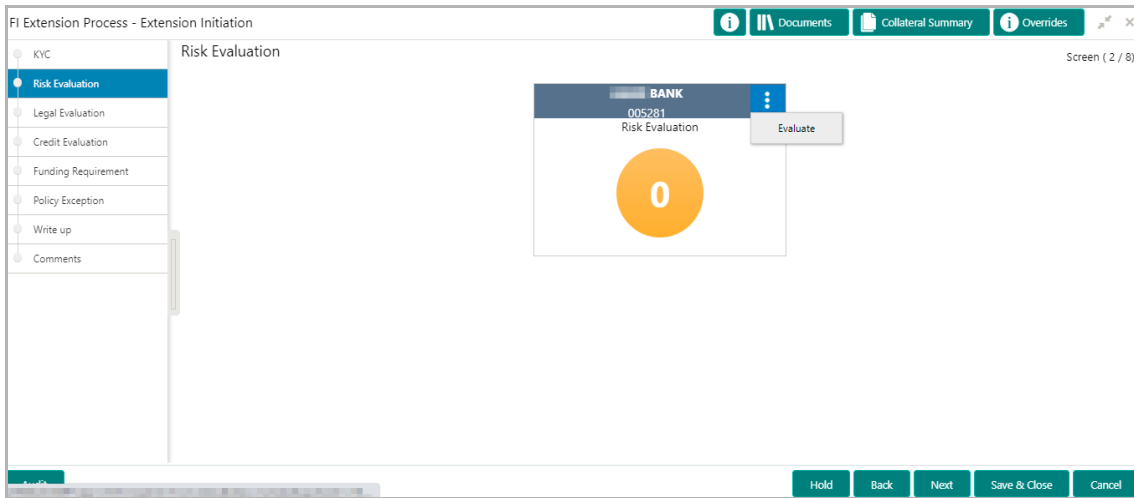 FI Extension Process - Extension Initiation
i Documents Collateral Summary i Overrides
KYC
Risk Evaluation
Legal Evaluation
Credit Evaluation
Funding Requirement
Policy Exception
Write up
Comments
Risk Evaluation
Screen ( 2 / 8)
BANK
005281
Risk Evaluation
Evaluate
0
Audit
Hold Back Next Save & Close Cancel